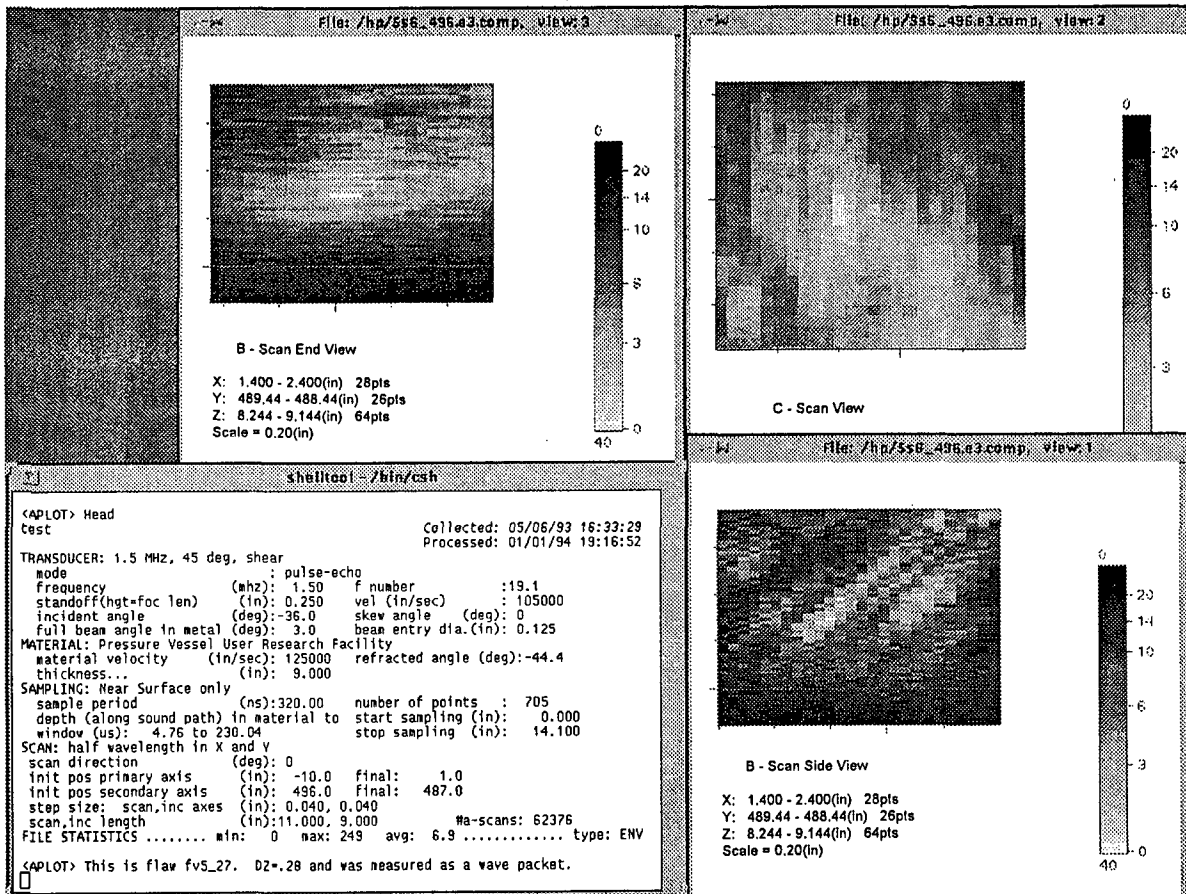 File: /hp/Ss6_496.e3.comp, view: 3
0
20
14
10
6
3
0
40
B - Scan End View
X: 1.400 - 2.400(in) 28pts
Y: 489.44 - 488.44(in) 26pts
Z: 8.244 - 9.144(in) 64pts
Scale = 0.20(in)
File: /hp/Ss6_496.e3.comp, view: 2
0
20
14
10
6
3
C - Scan View
shelltool - /bin/csh
<APLOT> Head
test Collected: 05/06/93 16:33:29
Processed: 01/01/94 19:16:52
TRANSDUCER: 1.5 MHz, 45 deg, shear
mode : pulse-echo
frequency (mhz): 1.50 f number :19.1
standoff(hgt=foc len) (in): 0.250 vel (in/sec) : 105000
incident angle (deg):-36.0 skew angle (deg): 0
full beam angle in metal (deg): 3.0 beam entry dia.(in): 0.125
MATERIAL: Pressure Vessel User Research Facility
material velocity (in/sec): 125000 refracted angle (deg):-44.4
thickness... (in): 9.000
SAMPLING: Near Surface only
sample period (ns):320.00 number of points : 705
depth (along sound path) in material to start sampling (in): 0.000
window (us): 4.76 to 230.04 stop sampling (in): 14.100
SCAN: half wavelength in X and Y
scan direction (deg): 0
init pos primary axis (in): -10.0 final: 1.0
init pos secondary axis (in): 496.0 final: 487.0
step size: scan,inc axes (in): 0.040, 0.040
scan,inc length (in):11.000, 9.000 #a-scans: 62376
FILE STATISTICS ........ min: 0 max: 249 avg: 6.9 ............. type: ENV
<APLOT> This is flaw fv5_27. DZ=.28 and was measured as a wave packet.
File: /hp/Ss6_496.e3.comp, view: 1
0
20
14
10
6
3
0
40
B - Scan Side View
X: 1.400 - 2.400(in) 28pts
Y: 489.44 - 488.44(in) 26pts
Z: 8.244 - 9.144(in) 64pts
Scale = 0.20(in)